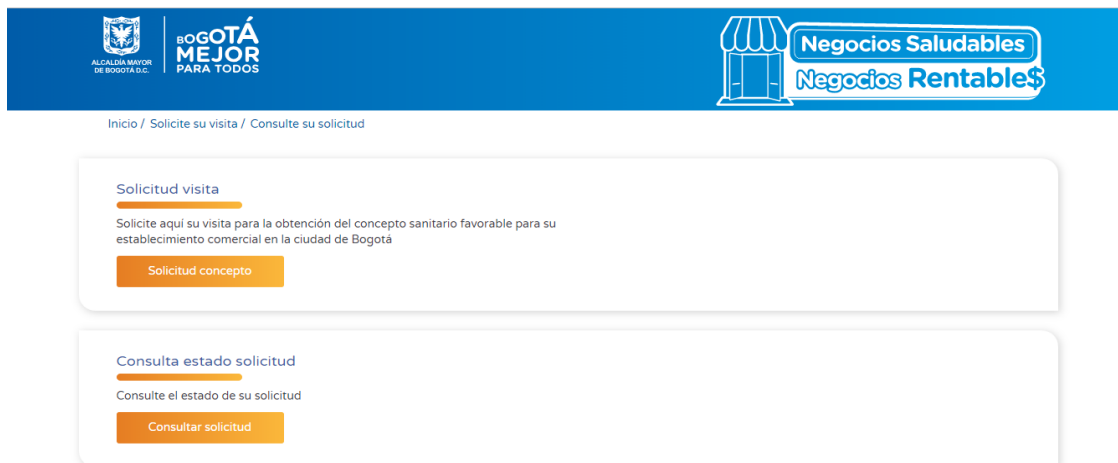 ALCALDÍA MAYOR
DE BOGOTÁ D.C.
BOGOTÁ
MEJOR
PARA TODOS
Negocios Saludables
Negocios Rentable$
Inicio / Solicite su visita / Consulte su solicitud
Solicitud visita
Solicite aquí su visita para la obtención del concepto sanitario favorable para su
establecimiento comercial en la ciudad de Bogotá
Solicitud concepto
Consulta estado solicitud
Consulte el estado de su solicitud
Consultar solicitud